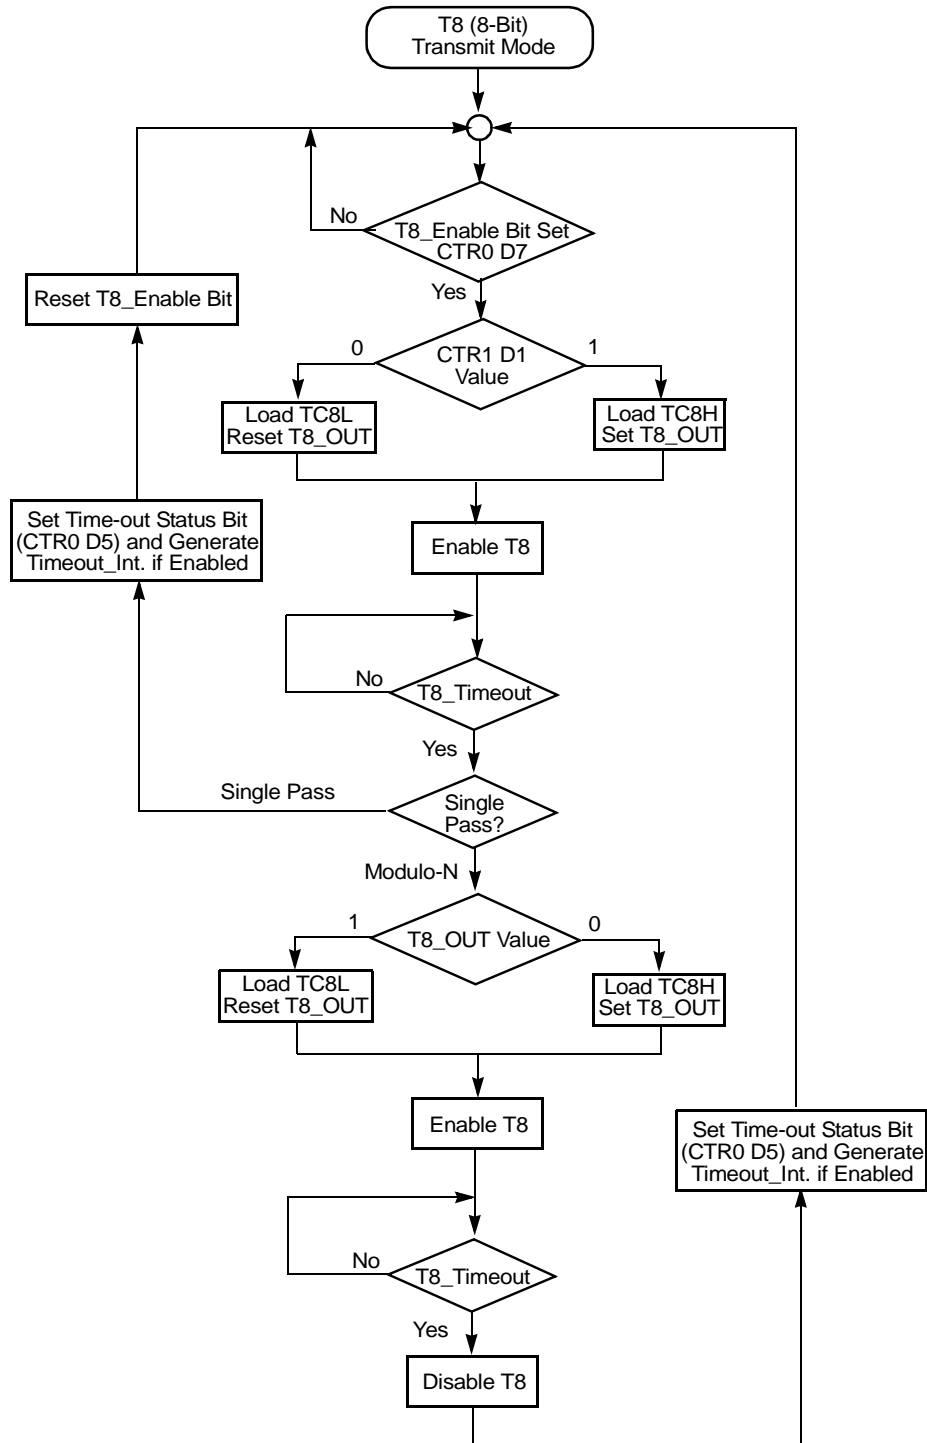 T8 (8-Bit)
Transmit Mode
No
T8_Enable Bit Set
CTR0 D7
Yes
Reset T8_Enable Bit
0
CTR1 D1
Value
1
Load TC8L
Reset T8_OUT
Load TC8H
Set T8_OUT
Set Time-out Status Bit
(CTR0 D5) and Generate
Timeout_Int. if Enabled
Enable T8
No
T8_Timeout
Yes
Single Pass
Single
Pass?
Modulo-N
1
T8_OUT Value
0
Load TC8L
Reset T8_OUT
Load TC8H
Set T8_OUT
Enable T8
Set Time-out Status Bit
(CTR0 D5) and Generate
Timeout_Int. if Enabled
No
T8_Timeout
Yes
Disable T8